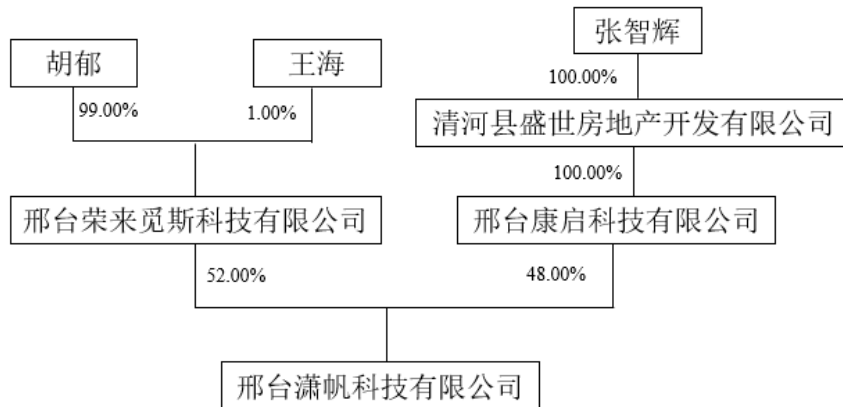 张智辉
胡郁
王海
100.00%
99.00%
1.00%
清河县盛世房地产开发有限公司
100.00%
邢台荣来觅斯科技有限公司
邢台康启科技有限公司
52.00%
48.00%
邢台潇帆科技有限公司